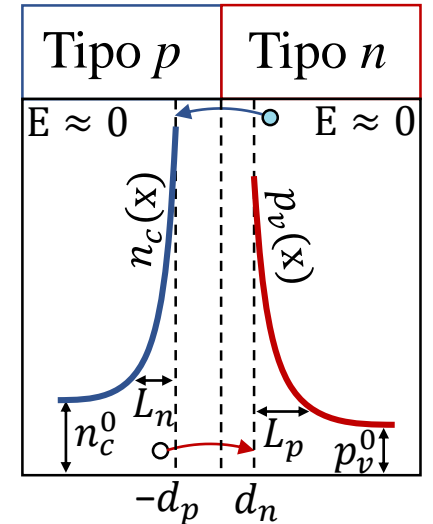 Tipo p Tipo n
E ≈ 0 E ≈ 0
n_c(x) p_v(x)
L_n L_p
n_c^0 p_v^0
−d_p d_n